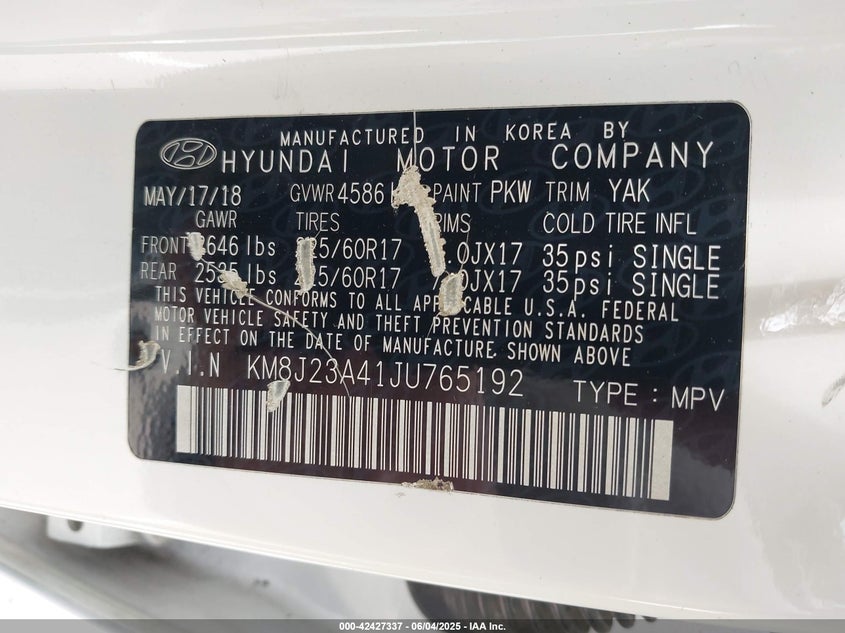 MANUFACTURED IN KOREA BY
HYUNDAI MOTOR COMPANY
MAY/17/18 GVWR 4586 PAINT PKW TRIM YAK
GAWR TIRES COLD TIRE INFL
FRONT 35psi SINGLE
REAR 35psi SINGLE
THIS VEHICLE CONFORMS TO ALL APPLICABLE U.S.A. FEDERAL
MOTOR VEHICLE SAFETY AND THEFT PREVENTION STANDARDS
IN EFFECT ON THE DATE OF MANUFACTURE, SHOWN ABOVE
V.I.N KM8J23A41JU765192 TYPE : MPV
000-42427337 - 06/04/2025 - IAA Inc.